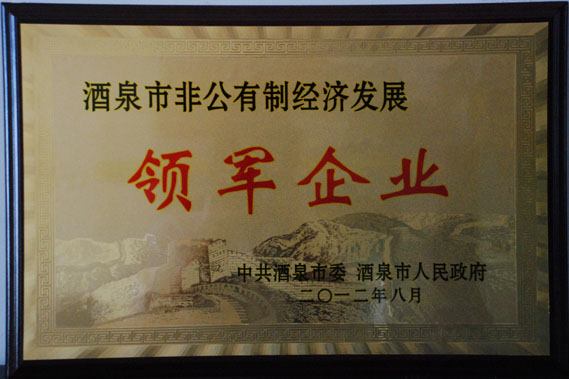 酒泉市非公有制经济发展
领军企业
中共酒泉市委 酒泉市人民政府
二〇一二年八月